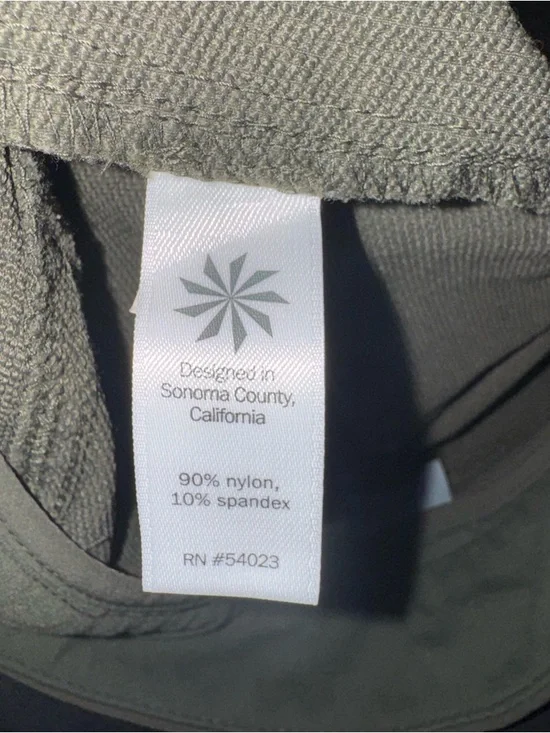 Designed in
Sonoma County,
California
90% nylon,
10% spandex
RN #54023